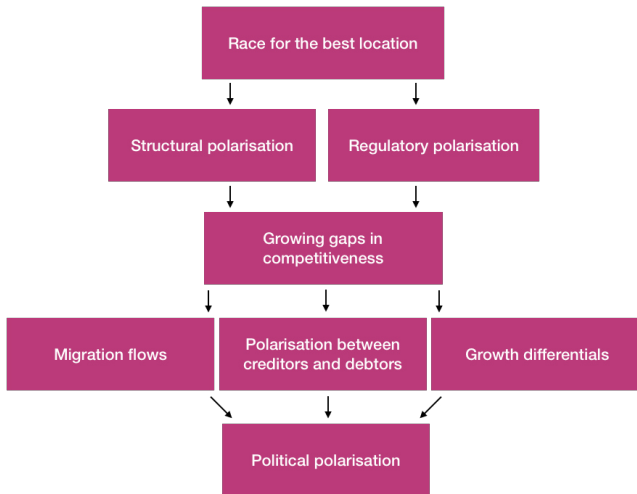 Race for the best location
Structural polarisation
Regulatory polarisation
Growing gaps in
competitiveness
Migration flows
Polarisation between
creditors and debtors
Growth differentials
Political polarisation